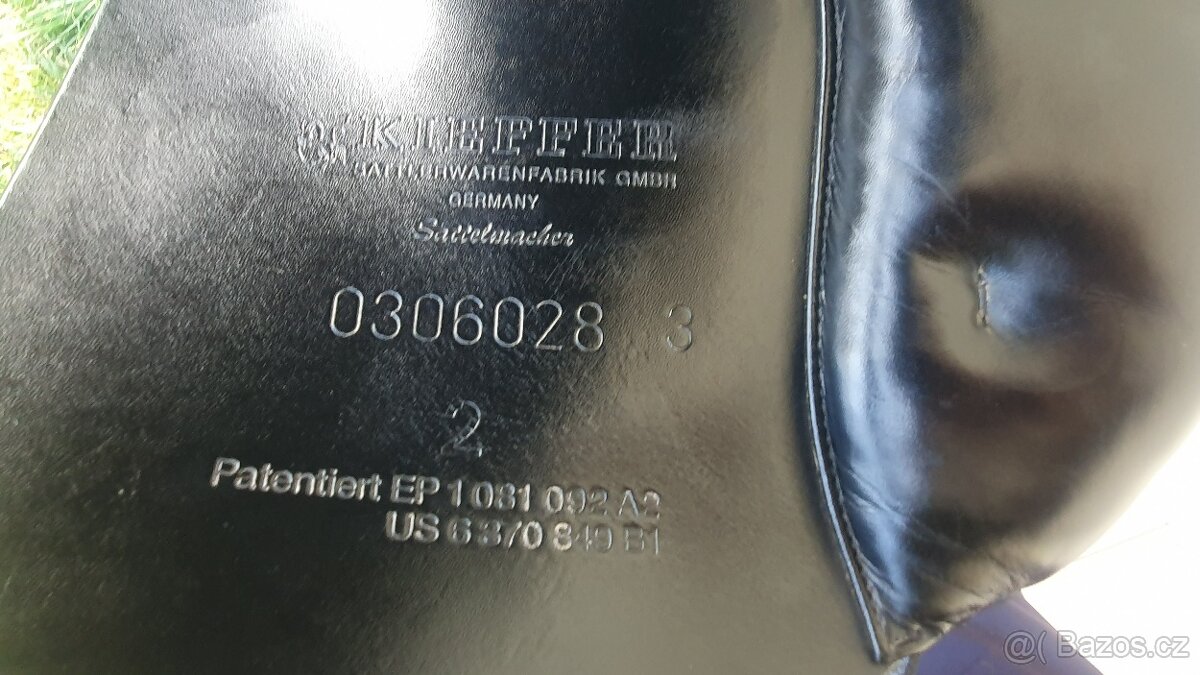 KIEFFER
SATTLERWARENFABRIK GMBH
GERMANY
Sattelmacher
0306028 3
2
Patentiert EP 1 081 092 A2
US 6 370 849 B1
@( Bazos.cz